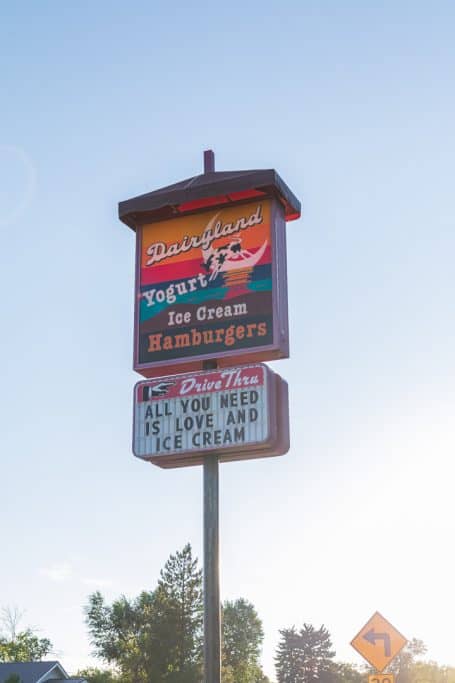 Dairyland
Yogurt
Ice Cream
Hamburgers
Drive Thru
ALL YOU NEED
IS LOVE AND
ICE CREAM